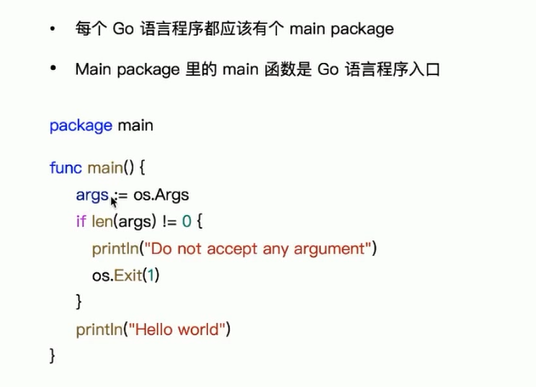 • 每个 Go 语言程序都应该有个 main package
• Main package 里的 main 函数是 Go 语言程序入口
package main
func main() {
args := os.Args
if len(args) != 0 {
println("Do not accept any argument")
os.Exit(1)
}
println("Hello world")
}